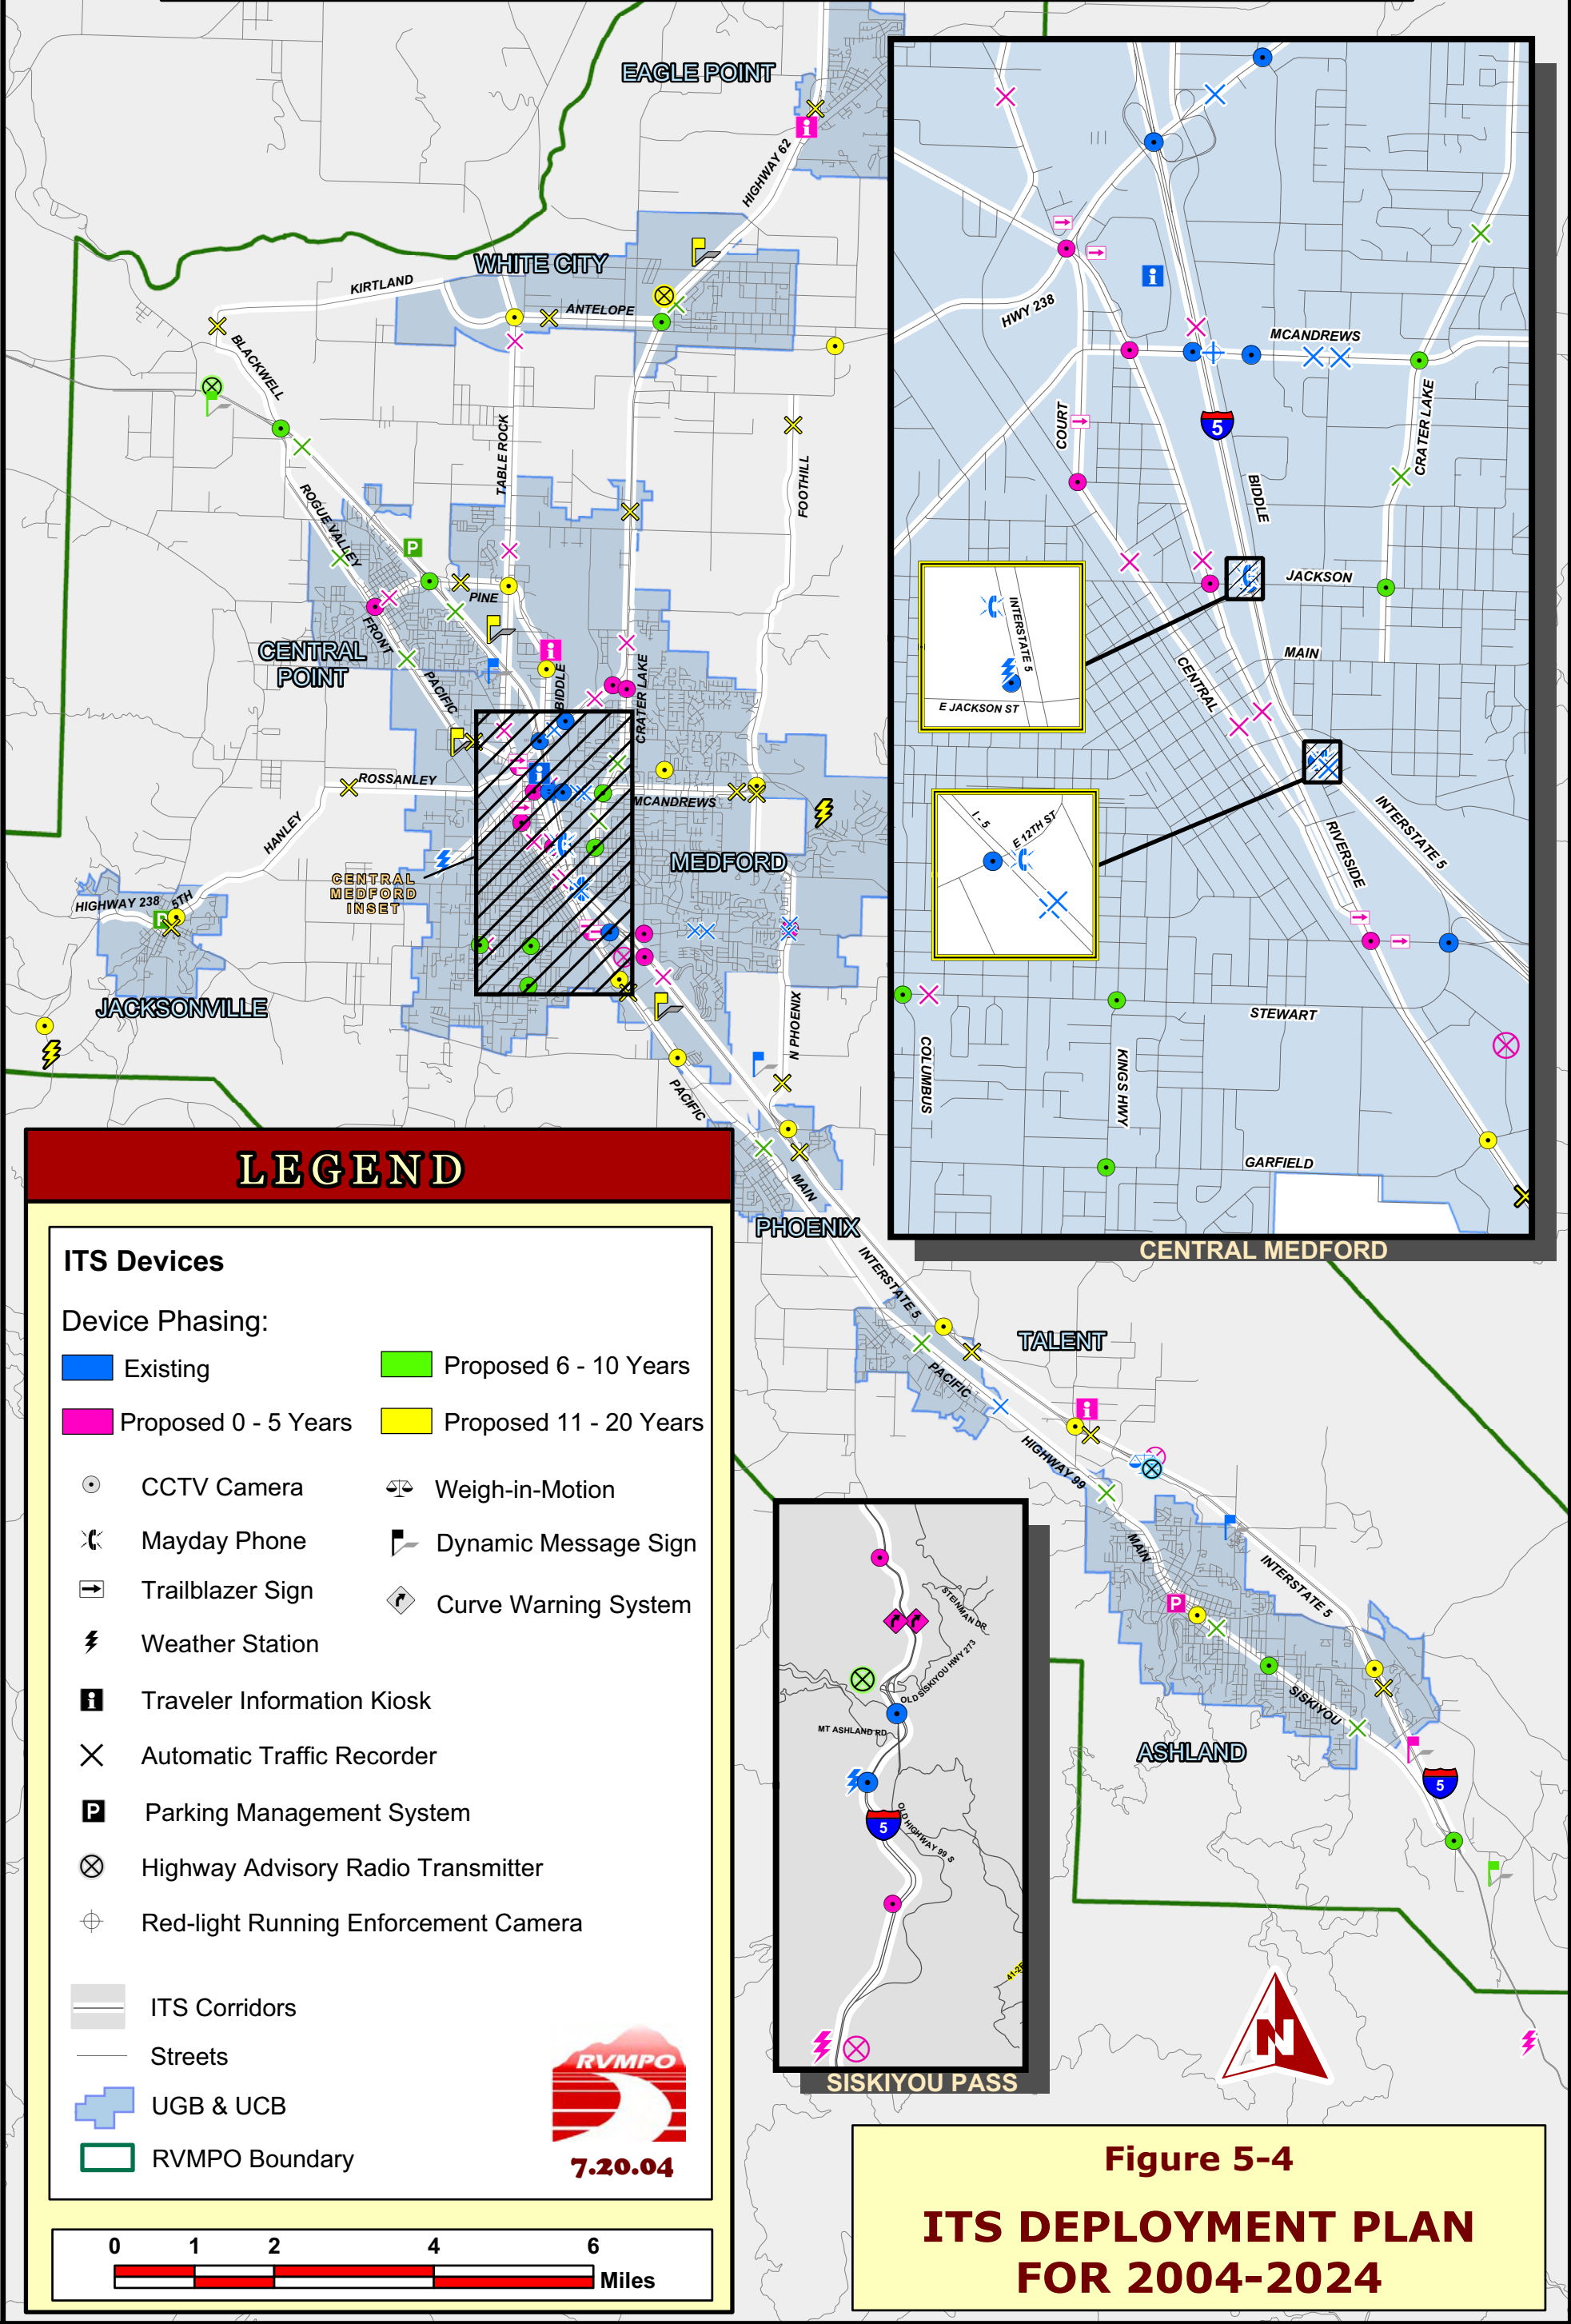 EAGLE POINT
HIGHWAY 62
WHITE CITY
KIRTLAND
ANTELOPE
BLACKWELL
TABLE ROCK
FOOTHILL
ROGUE VALLEY
P
PINE
FRONT
CENTRAL
POINT
PACIFIC
BIDDLE
CRATER LAKE
ROSSANLEY
MCANDREWS
HANLEY
MEDFORD
CENTRAL
MEDFORD
INSET
HIGHWAY 238
5TH
P
JACKSONVILLE
N PHOENIX
PACIFIC
MAIN
PHOENIX
INTERSTATE 5
TALENT
PACIFIC
HIGHWAY 99
MAIN
INTERSTATE 5
P
SISKIYOU
ASHLAND
5
HWY 238
MCANDREWS
COURT
5
CRATER LAKE
BIDDLE
JACKSON
MAIN
INTERSTATE 5
E JACKSON ST
CENTRAL
I - 5
E 12TH ST
INTERSTATE 5
RIVERSIDE
STEWART
COLUMBUS
KINGS HWY
GARFIELD
CENTRAL MEDFORD
STEINMAN DR
OLD SISKIYOU HWY 273
MT ASHLAND RD
OLD HIGHWAY 99 S
5
SISKIYOU PASS
N
LEGEND
ITS Devices
Device Phasing:
Existing
Proposed 6 - 10 Years
Proposed 0 - 5 Years
Proposed 11 - 20 Years
CCTV Camera
Weigh-in-Motion
Mayday Phone
Dynamic Message Sign
Trailblazer Sign
Curve Warning System
Weather Station
Traveler Information Kiosk
Automatic Traffic Recorder
P Parking Management System
Highway Advisory Radio Transmitter
Red-light Running Enforcement Camera
ITS Corridors
Streets
UGB & UCB
RVMPO Boundary
RVMPO
7.20.04
0 1 2 4 6
Miles
Figure 5-4
ITS DEPLOYMENT PLAN
FOR 2004-2024